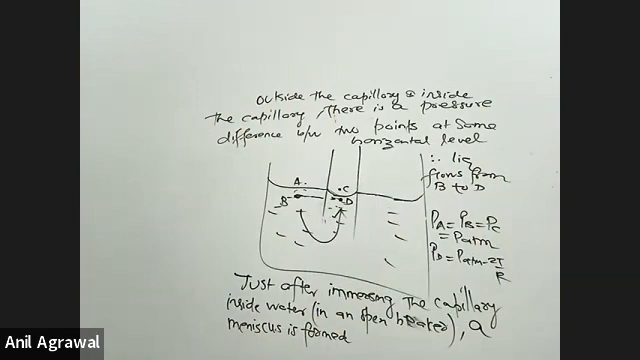 outside the capillary & inside
the capillary, there is a pressure
difference b/w two points at same
horizontal level
∴ liq
flows from
B to D
A
.C
B
D
PA = PB = PC
= Patm
PD = Patm - 2T/R
Just after immersing the capillary
inside water (in an open beaker), a
meniscus is formed
Anil Agrawal